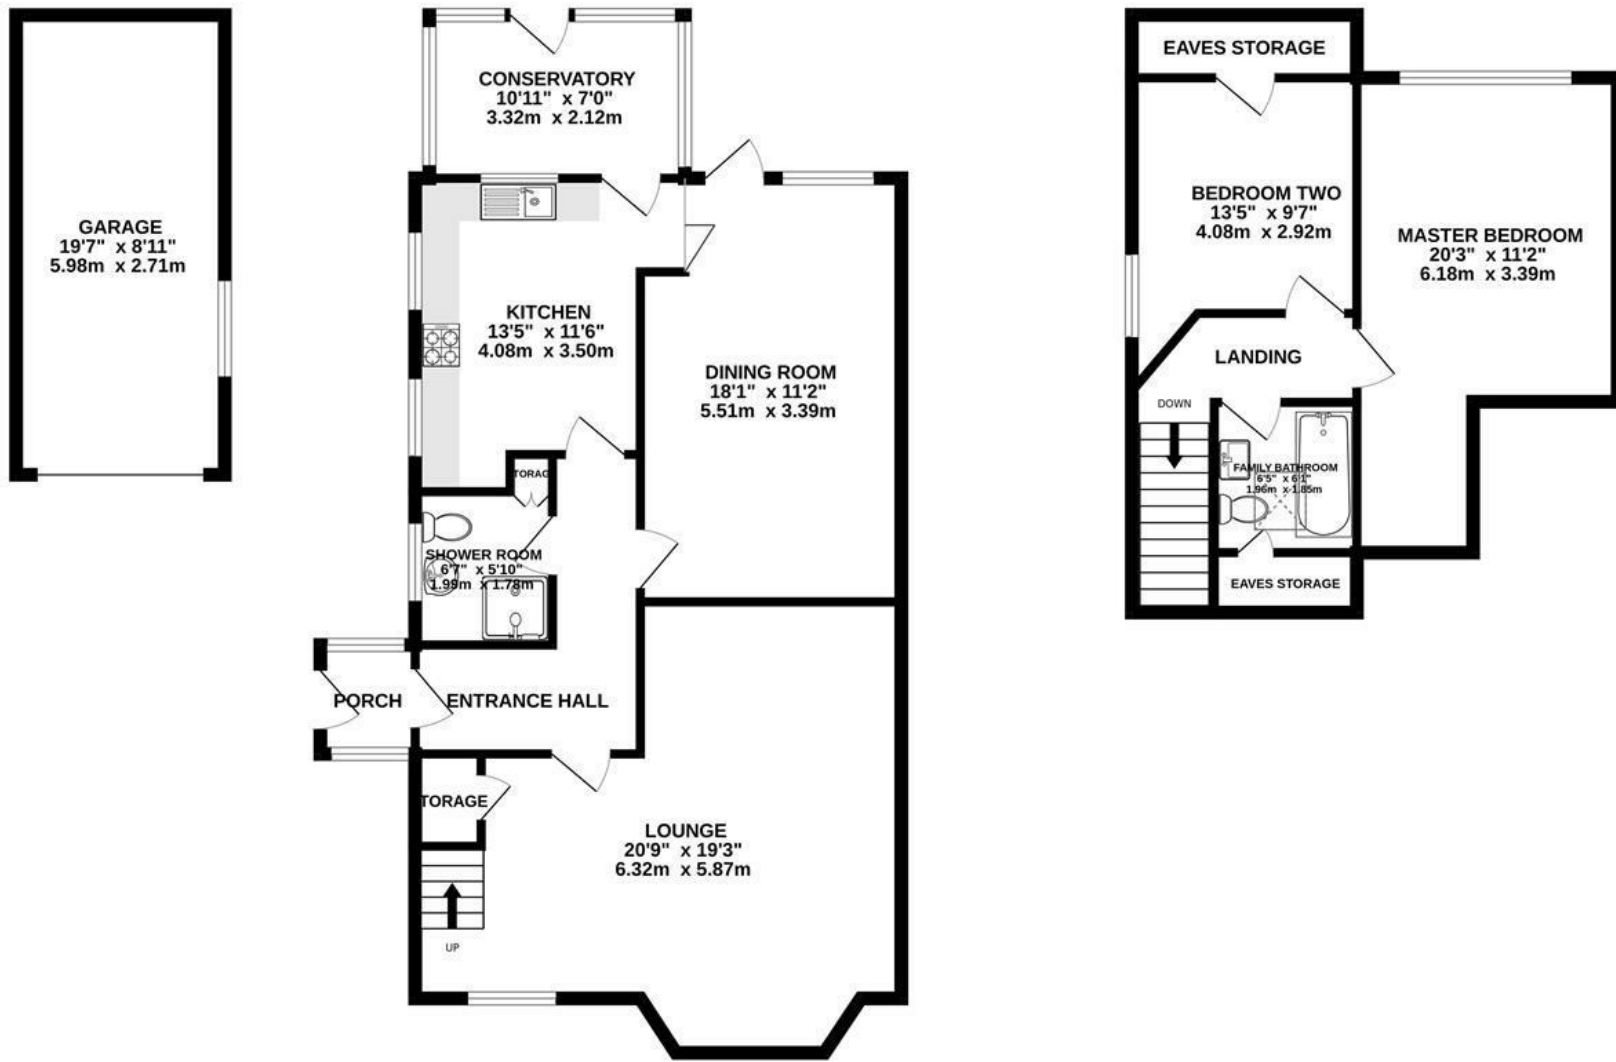 GARAGE
19'7" x 8'11"
5.98m x 2.71m
CONSERVATORY
10'11" x 7'0"
3.32m x 2.12m
KITCHEN
13'5" x 11'6"
4.08m x 3.50m
DINING ROOM
18'1" x 11'2"
5.51m x 3.39m
TORAG
SHOWER ROOM
6'7" x 5'10"
1.99m x 1.78m
PORCH
ENTRANCE HALL
TORAGE
LOUNGE
20'9" x 19'3"
6.32m x 5.87m
UP
EAVES STORAGE
BEDROOM TWO
13'5" x 9'7"
4.08m x 2.92m
MASTER BEDROOM
20'3" x 11'2"
6.18m x 3.39m
LANDING
DOWN
FAMILY BATHROOM
6'5" x 6'1"
1.96m x 1.85m
EAVES STORAGE